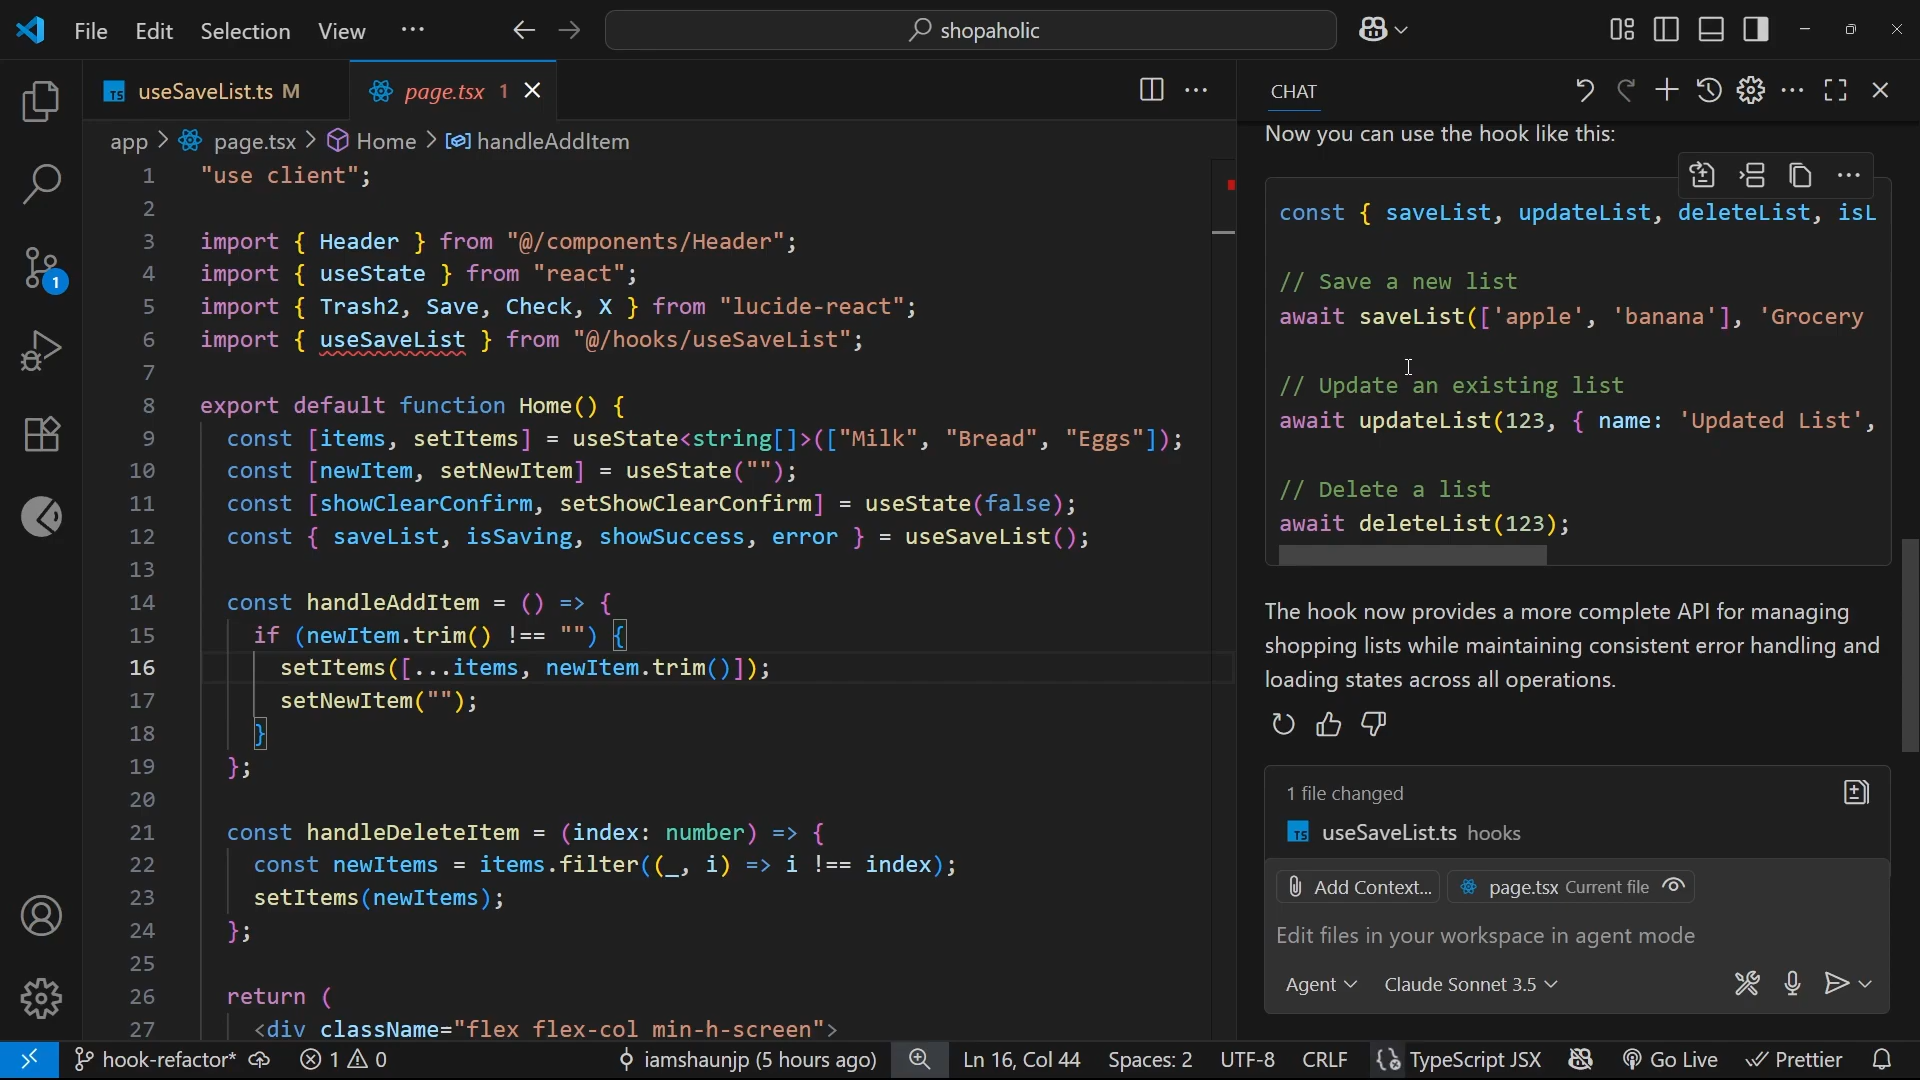 File Edit Selection View ···
shopaholic
useSaveList.ts M
page.tsx 1
CHAT
app > page.tsx > Home > handleAddItem
1 "use client";
2
3 import { Header } from "@/components/Header";
4 import { useState } from "react";
5 import { Trash2, Save, Check, X } from "lucide-react";
6 import { useSaveList } from "@/hooks/useSaveList";
7
8 export default function Home() {
9 const [items, setItems] = useState<string[]>(["Milk", "Bread", "Eggs"]);
10 const [newItem, setNewItem] = useState("");
11 const [showClearConfirm, setShowClearConfirm] = useState(false);
12 const { saveList, isSaving, showSuccess, error } = useSaveList();
13
14 const handleAddItem = () => {
15 if (newItem.trim() !== "") {
16 setItems([...items, newItem.trim()]);
17 setNewItem("");
18 }
19 };
20
21 const handleDeleteItem = (index: number) => {
22 const newItems = items.filter((_, i) => i !== index);
23 setItems(newItems);
24 };
25
26 return (
27 <div className="flex flex-col min-h-screen">
Now you can use the hook like this:
const { saveList, updateList, deleteList, isL
// Save a new list
await saveList(['apple', 'banana'], 'Grocery
// Update an existing list
await updateList(123, { name: 'Updated List',
// Delete a list
await deleteList(123);
The hook now provides a more complete API for managing
shopping lists while maintaining consistent error handling and
loading states across all operations.
1 file changed
TS useSaveList.ts hooks
Add Context... page.tsx Current file
Edit files in your workspace in agent mode
Agent Claude Sonnet 3.5
1
hook-refactor* 1 0 iamshaunjp (5 hours ago) Ln 16, Col 44 Spaces: 2 UTF-8 CRLF TypeScript JSX Go Live Prettier